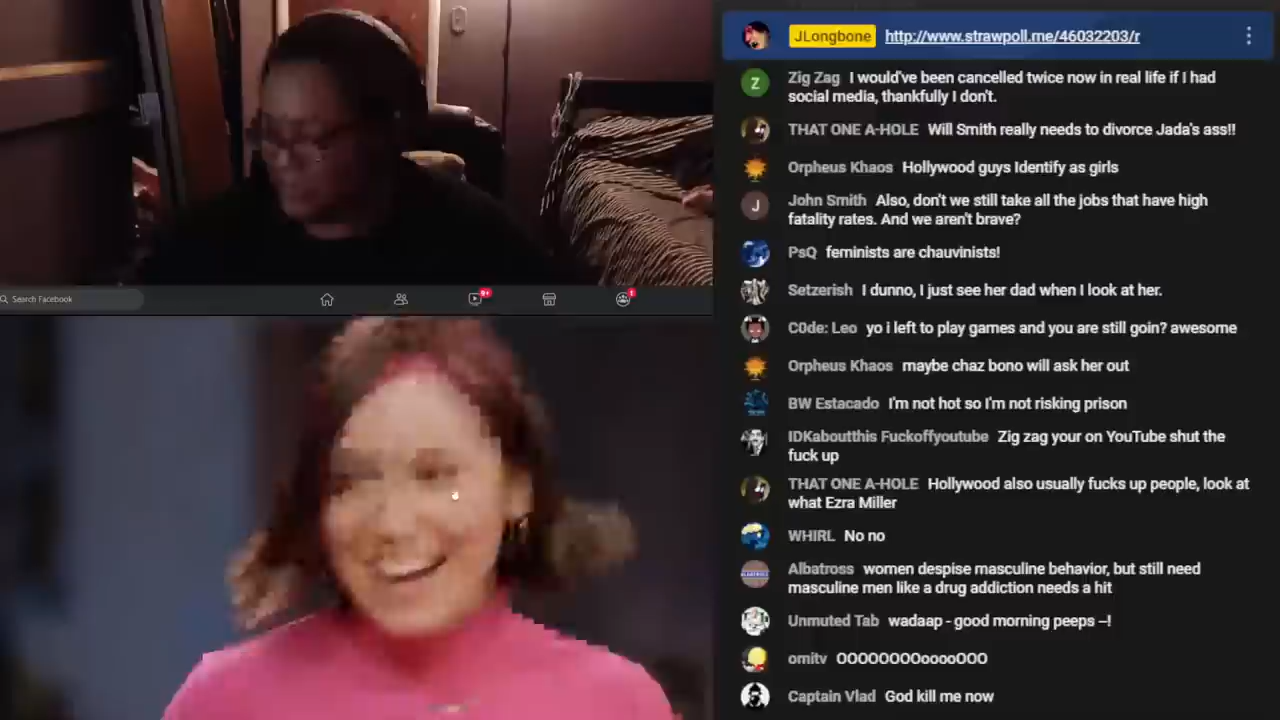 JLongbone http://www.strawpoll.me/46032203/r
Z Zig Zag I would've been cancelled twice now in real life if I had
social media, thankfully I don't.
THAT ONE A-HOLE Will Smith really needs to divorce Jada's ass!!
Orpheus Khaos Hollywood guys Identify as girls
J John Smith Also, don't we still take all the jobs that have high
fatality rates. And we aren't brave?
PsQ feminists are chauvinists!
Setzerish I dunno, I just see her dad when I look at her.
Search Facebook
9+
1
C0de: Leo yo i left to play games and you are still goin? awesome
Orpheus Khaos maybe chaz bono will ask her out
BW Estacado I'm not hot so I'm not risking prison
IDKaboutthis Fuckoffyoutube Zig zag your on YouTube shut the
fuck up
THAT ONE A-HOLE Hollywood also usually fucks up people, look at
what Ezra Miller
WHIRL No no
Albatross women despise masculine behavior, but still need
masculine men like a drug addiction needs a hit
Unmuted Tab wadaap - good morning peeps --!
omitv OOOOOOOOooooOOO
Captain Vlad God kill me now